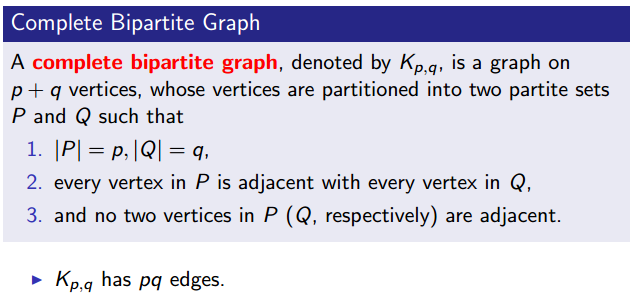 Complete Bipartite Graph
A complete bipartite graph, denoted by Kp,q, is a graph on
p + q vertices, whose vertices are partitioned into two partite sets
P and Q such that
1. |P| = p, |Q| = q,
2. every vertex in P is adjacent with every vertex in Q,
3. and no two vertices in P (Q, respectively) are adjacent.
▶ Kp,q has pq edges.